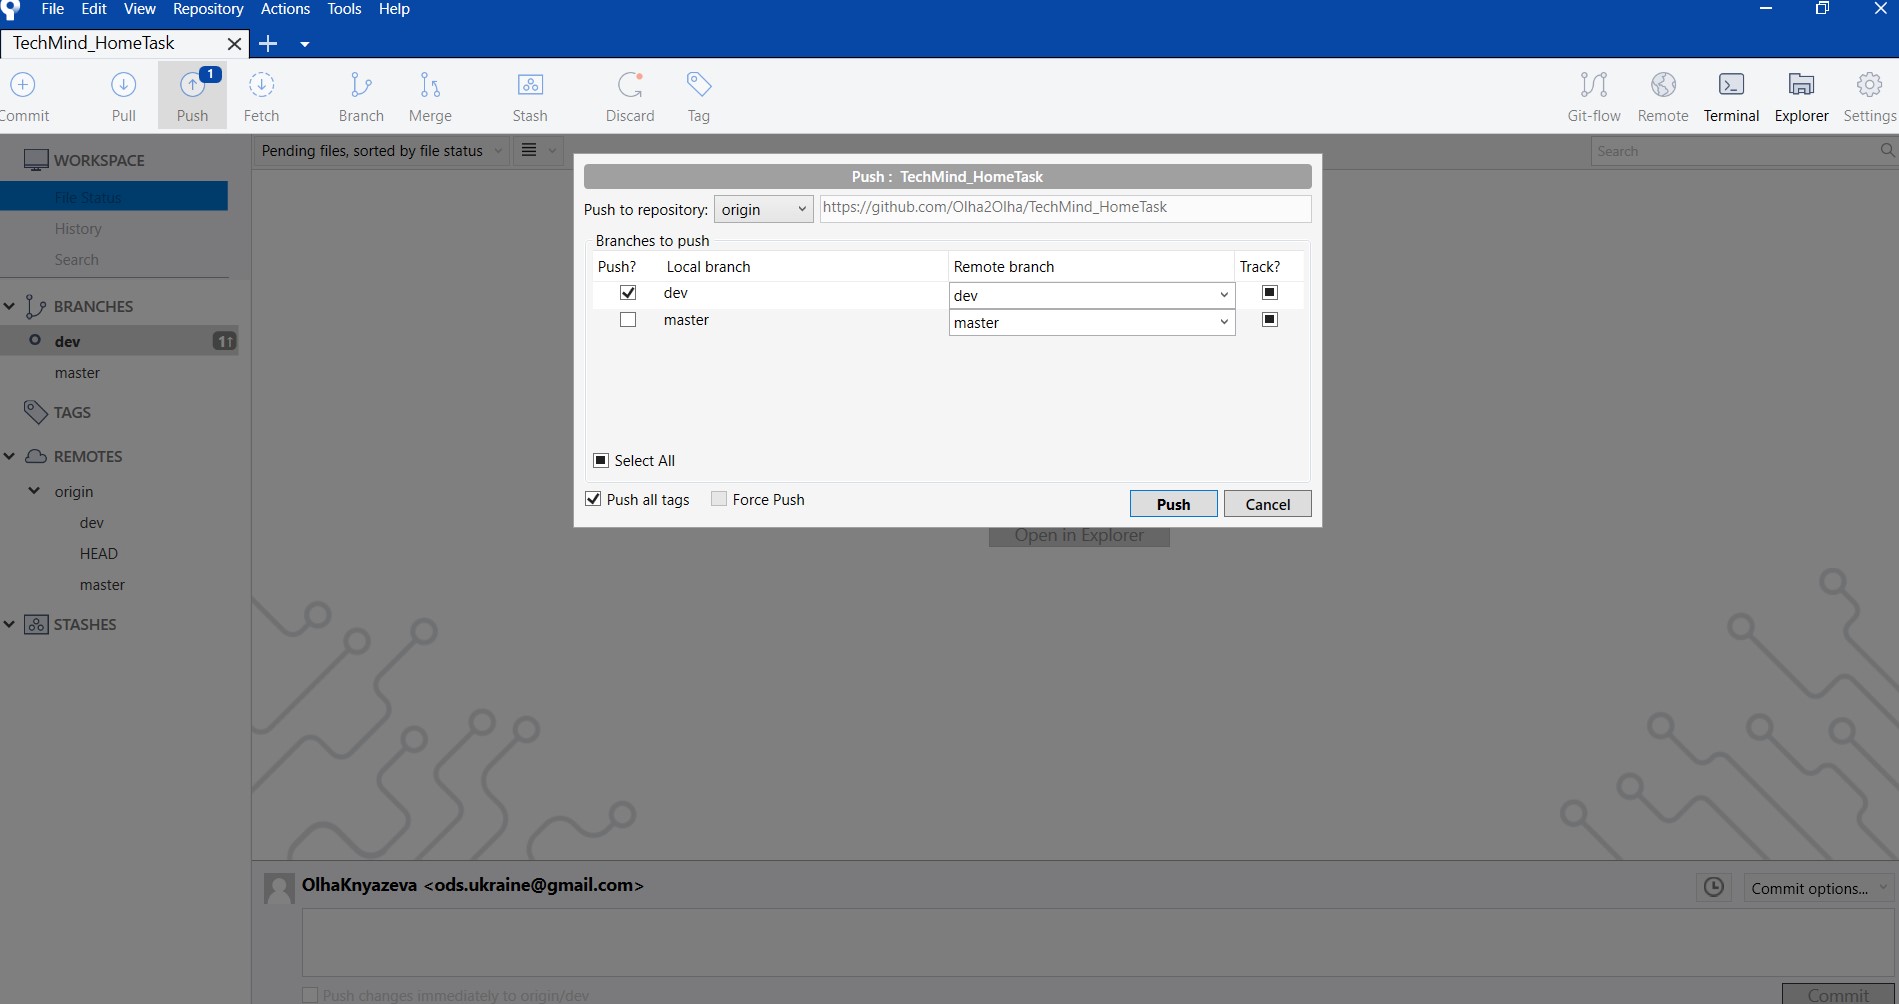 File Edit View Repository Actions Tools Help
TechMind_HomeTask
Commit Pull Push 1 Fetch Branch Merge Stash Discard Tag Git-flow Remote Terminal Explorer Settings
WORKSPACE
File Status
History
Search
BRANCHES
dev 1↑
master
TAGS
REMOTES
origin
dev
HEAD
master
STASHES
Pending files, sorted by file status
Search
Push : TechMind_HomeTask
Push to repository: origin https://github.com/Olha2Olha/TechMind_HomeTask
Branches to push
Push? Local branch Remote branch Track?
dev dev
master master
Select All
Push all tags Force Push Push Cancel
Open in Explorer
OlhaKnyazeva <ods.ukraine@gmail.com>
Commit options...
Push changes immediately to origin/dev
Commit